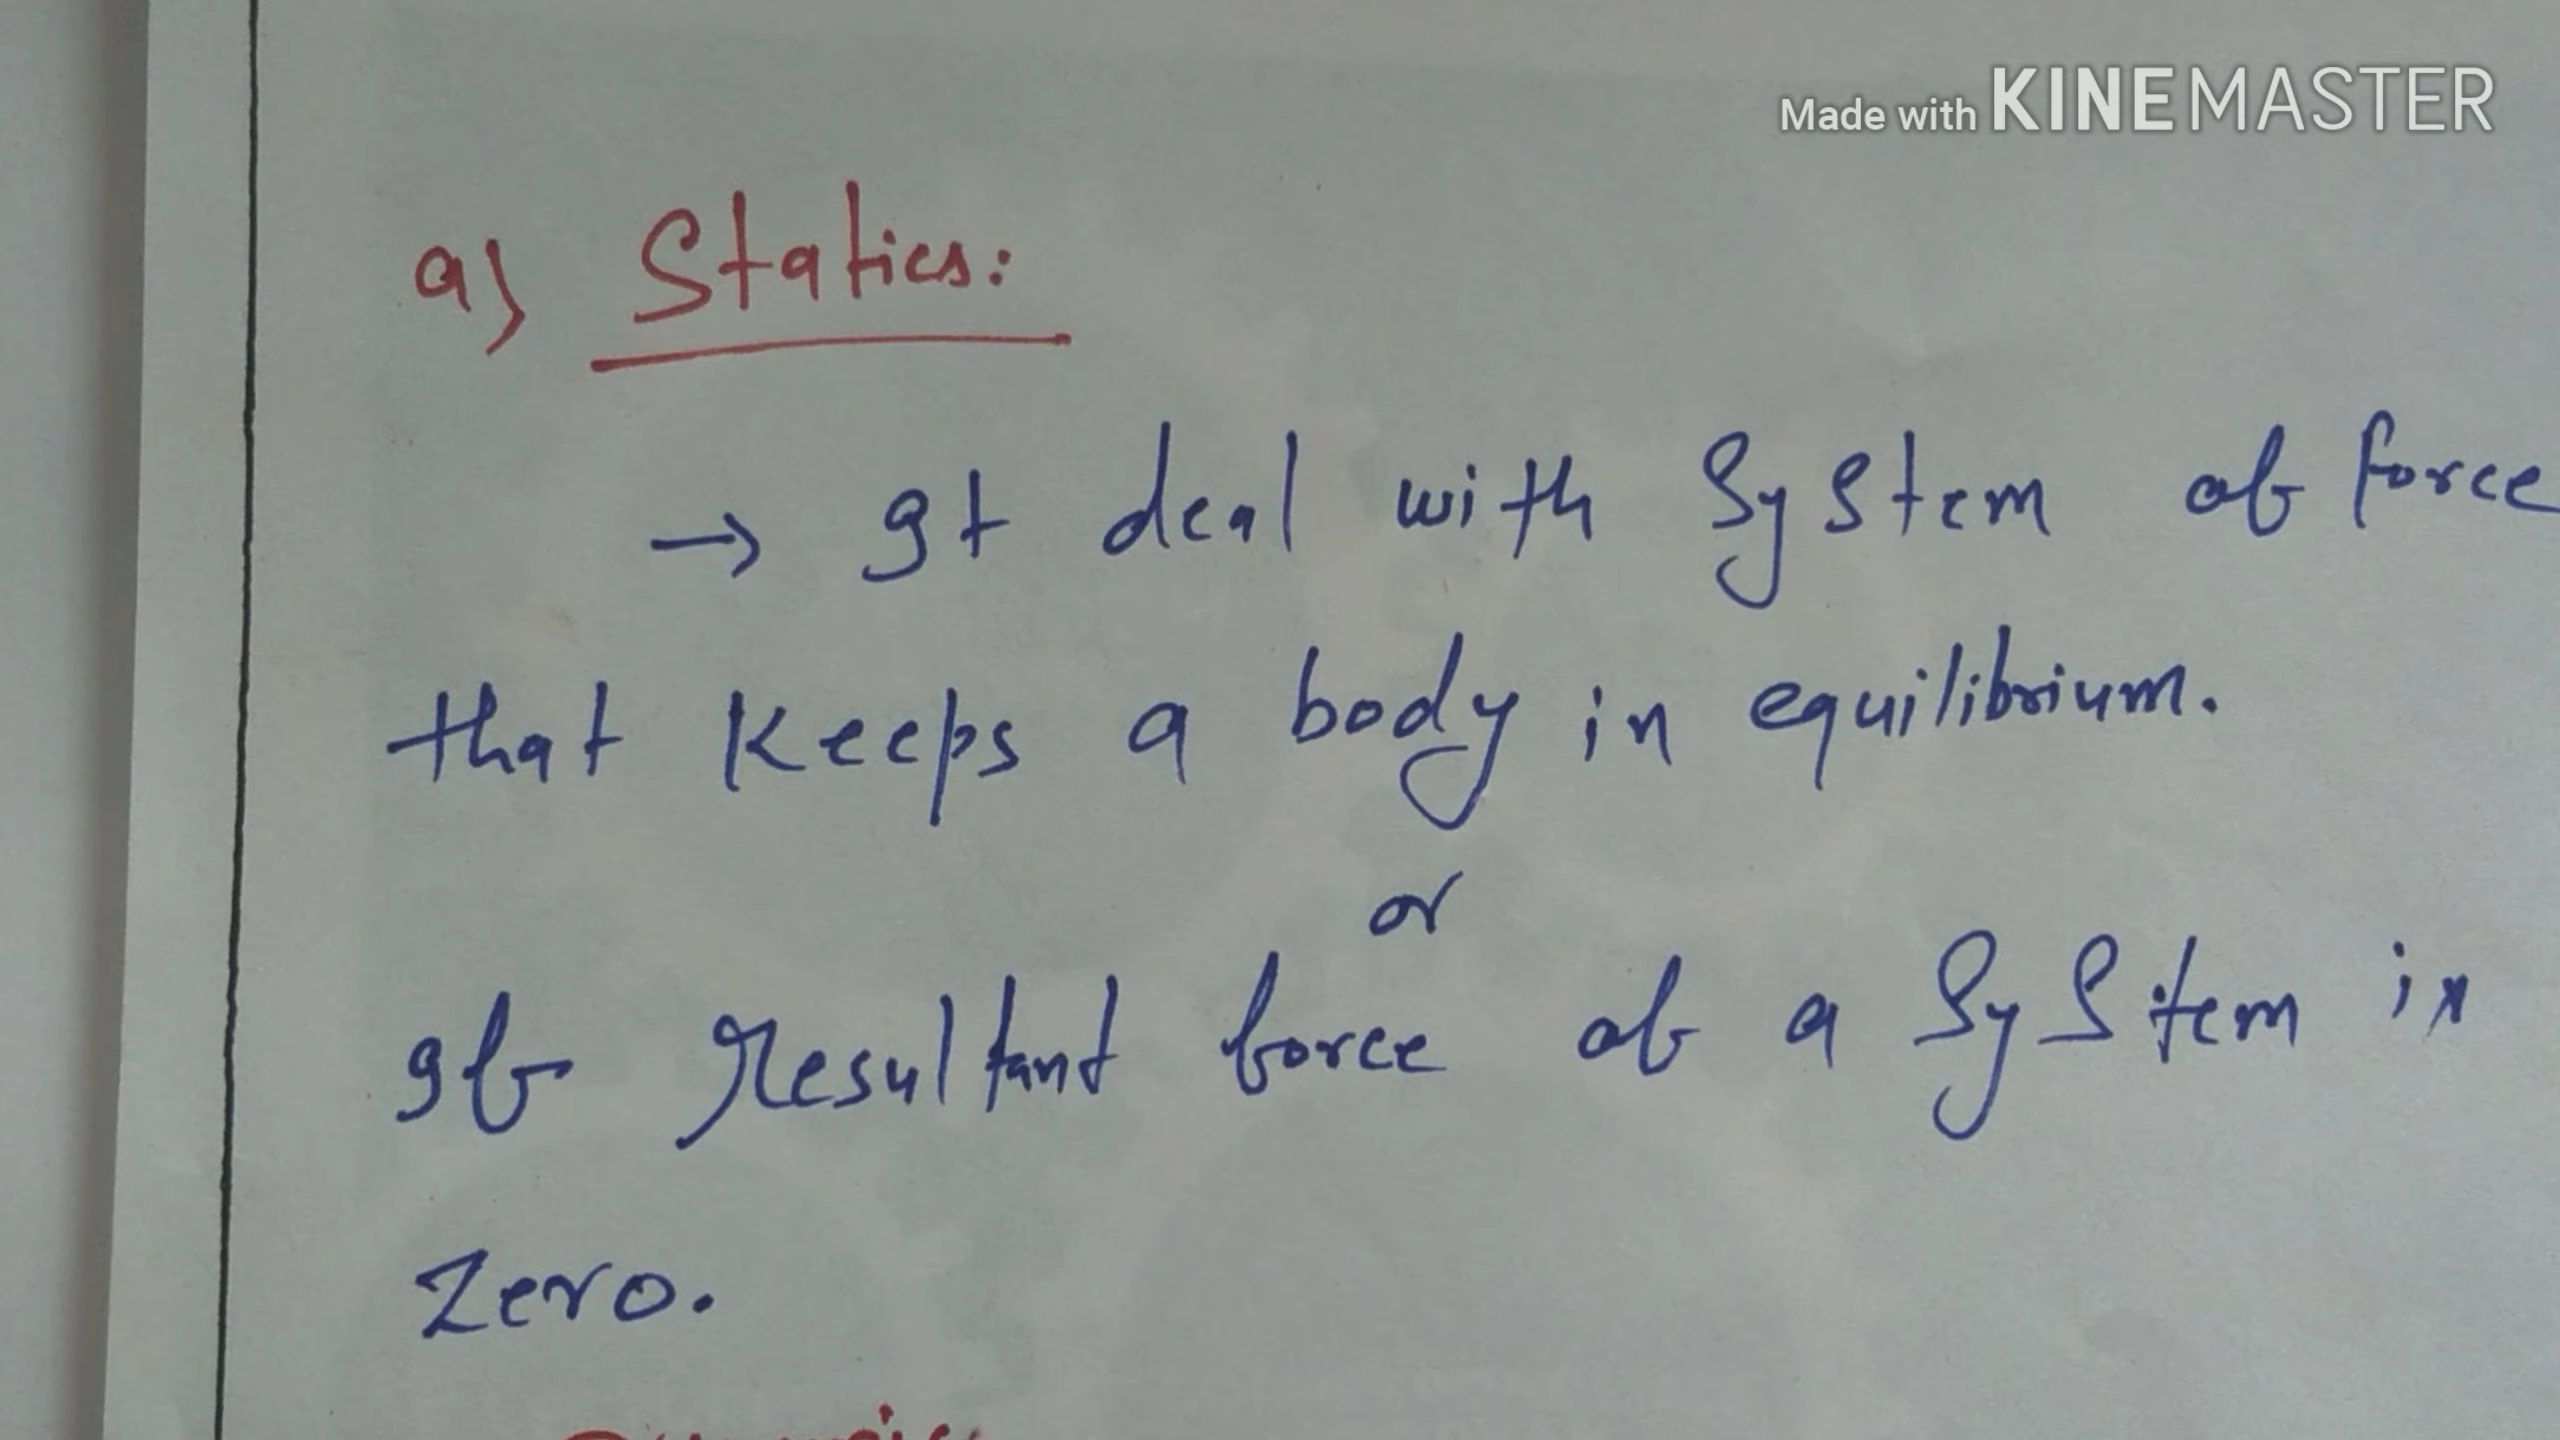 Made with KINEMASTER
a) Statics:
→ It deal with System of force
that Keeps a body in equilibrium.
or
If resultant force of a System is
Zero.